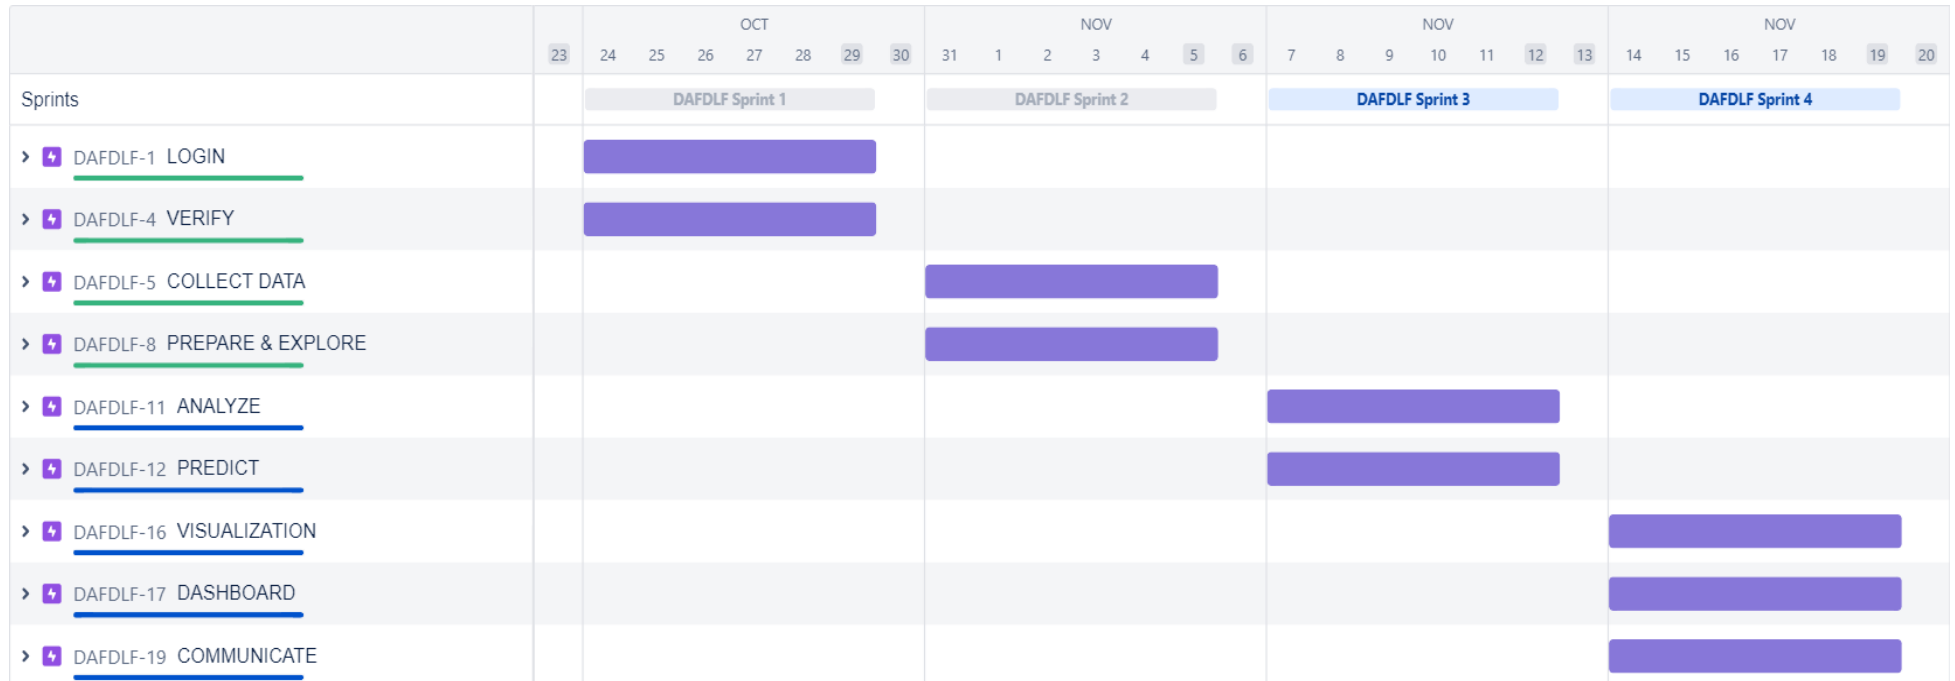 OCT NOV NOV NOV
23 24 25 26 27 28 29 30 31 1 2 3 4 5 6 7 8 9 10 11 12 13 14 15 16 17 18 19 20
Sprints DAFDLF Sprint 1 DAFDLF Sprint 2 DAFDLF Sprint 3 DAFDLF Sprint 4
DAFDLF-1 LOGIN
DAFDLF-4 VERIFY
DAFDLF-5 COLLECT DATA
DAFDLF-8 PREPARE & EXPLORE
DAFDLF-11 ANALYZE
DAFDLF-12 PREDICT
DAFDLF-16 VISUALIZATION
DAFDLF-17 DASHBOARD
DAFDLF-19 COMMUNICATE